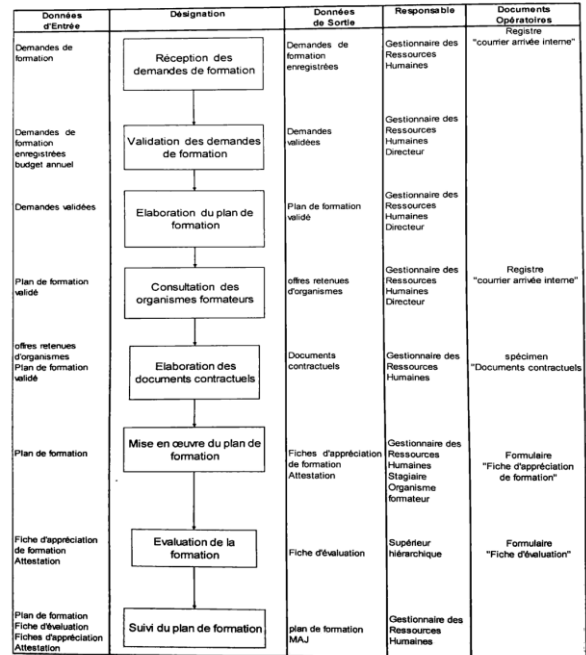 Données
d'Entrée
Désignation
Données
de Sortie
Responsable
Documents
Opératoires
Demandes de
formation
Réception des
demandes de formation
Demandes de
formation
enregistrées
Gestionnaire des
Ressources
Humaines
Registre
"courrier arrivée interne"
Demandes de
formation
enregistrées
budget annuel
Validation des demandes
de formation
Demandes
validées
Gestionnaire des
Ressources
Humaines
Directeur
Demandes validées
Elaboration du plan de
formation
Plan de formation
validé
Gestionnaire des
Ressources
Humaines
Directeur
Plan de formation
validé
Consultation des
organismes formateurs
offres retenues
d'organismes
Gestionnaire des
Ressources
Humaines
Directeur
Registre
"courrier arrivée interne"
offres retenues
d'organismes
Plan de formation
validé
Elaboration des
documents contractuels
Documents
contractuels
Gestionnaire des
Ressources
Humaines
spécimen
"Documents contractuels
Plan de formation
Mise en œuvre du plan de
formation
Fiches d'appréciation
de formation
Attestation
Gestionnaire des
Ressources
Humaines
Stagiaire
Organisme
formateur
Formulaire
"Fiche d'appréciation
de formation"
Fiche d'appréciation
de formation
Attestation
Evaluation de la
formation
Fiche d'évaluation
Supérieur
hiérarchique
Formulaire
"Fiche d'évaluation"
Plan de formation
Fiche d'évaluation
Fiches d'appréciation
Attestation
Suivi du plan de formation
plan de formation
MAJ
Gestionnaire des
Ressources
Humaines